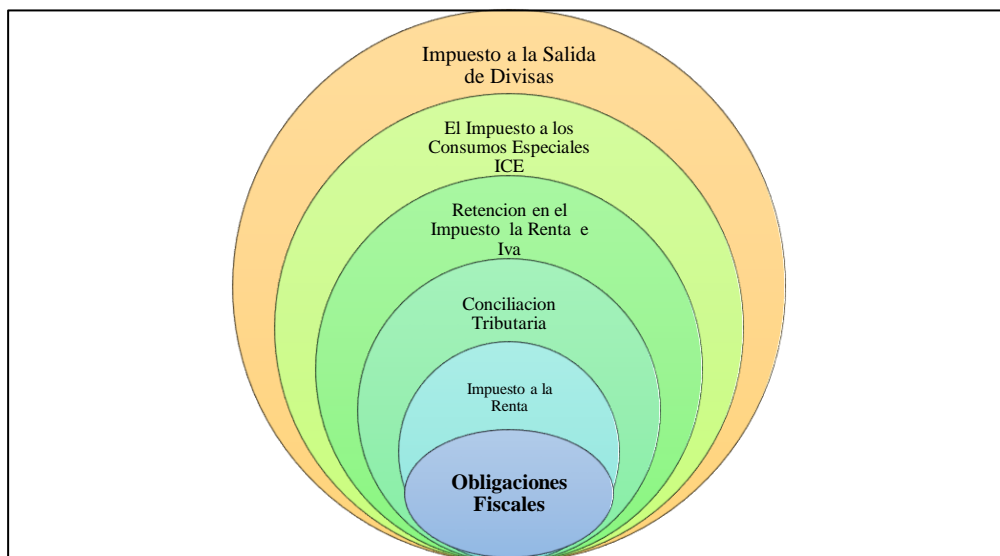 Impuesto a la Salida
de Divisas
El Impuesto a los
Consumos Especiales
ICE
Retencion en el
Impuesto la Renta e
Iva
Conciliacion
Tributaria
Impuesto a la
Renta
Obligaciones
Fiscales